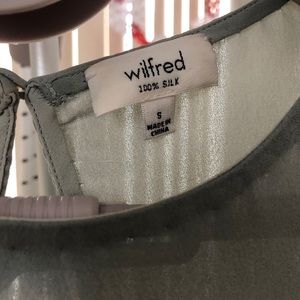 wilfred
100% SILK
S
MADE IN
CHINA